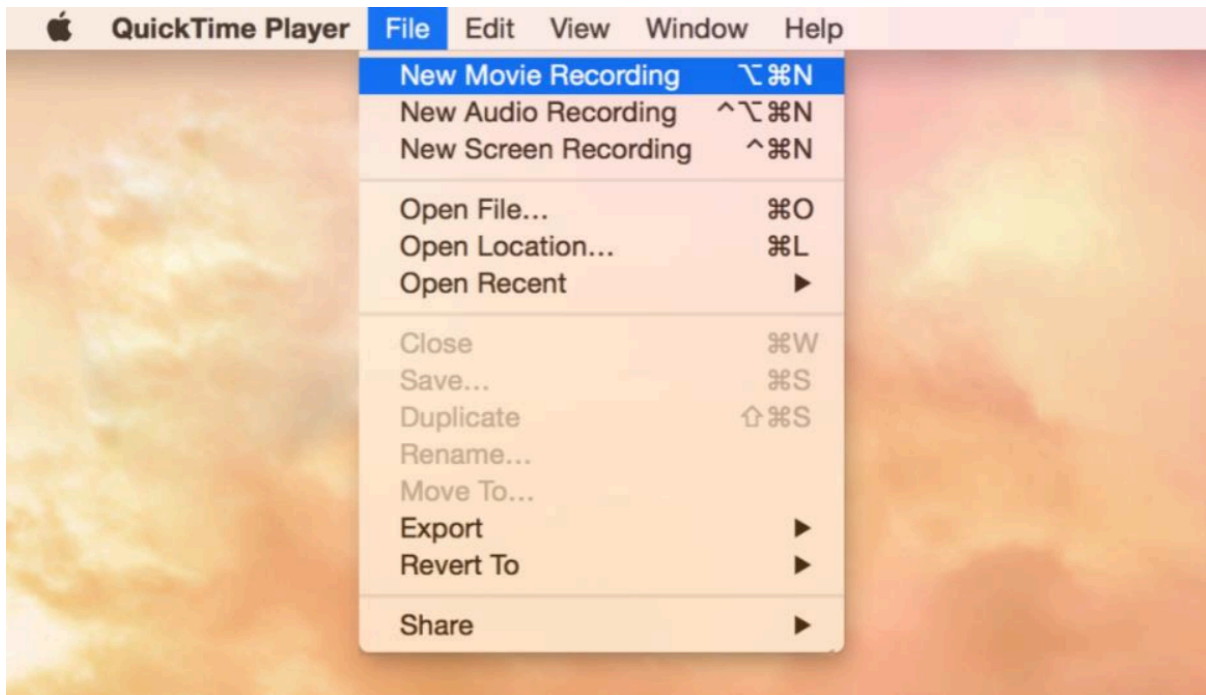 QuickTime Player File Edit View Window Help
New Movie Recording ⌥⌘N
New Audio Recording ^⌥⌘N
New Screen Recording ^⌘N
Open File... ⌘O
Open Location... ⌘L
Open Recent ▶
Close ⌘W
Save... ⌘S
Duplicate ⇧⌘S
Rename...
Move To...
Export ▶
Revert To ▶
Share ▶